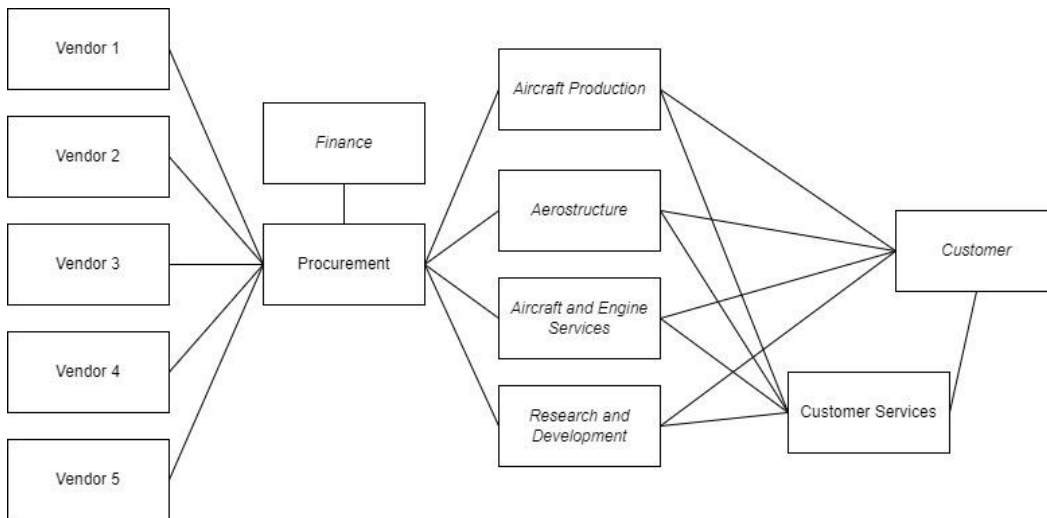 Vendor 1
Vendor 2
Vendor 3
Vendor 4
Vendor 5
Finance
Procurement
Aircraft Production
Aerostructure
Aircraft and Engine
Services
Research and
Development
Customer
Customer Services